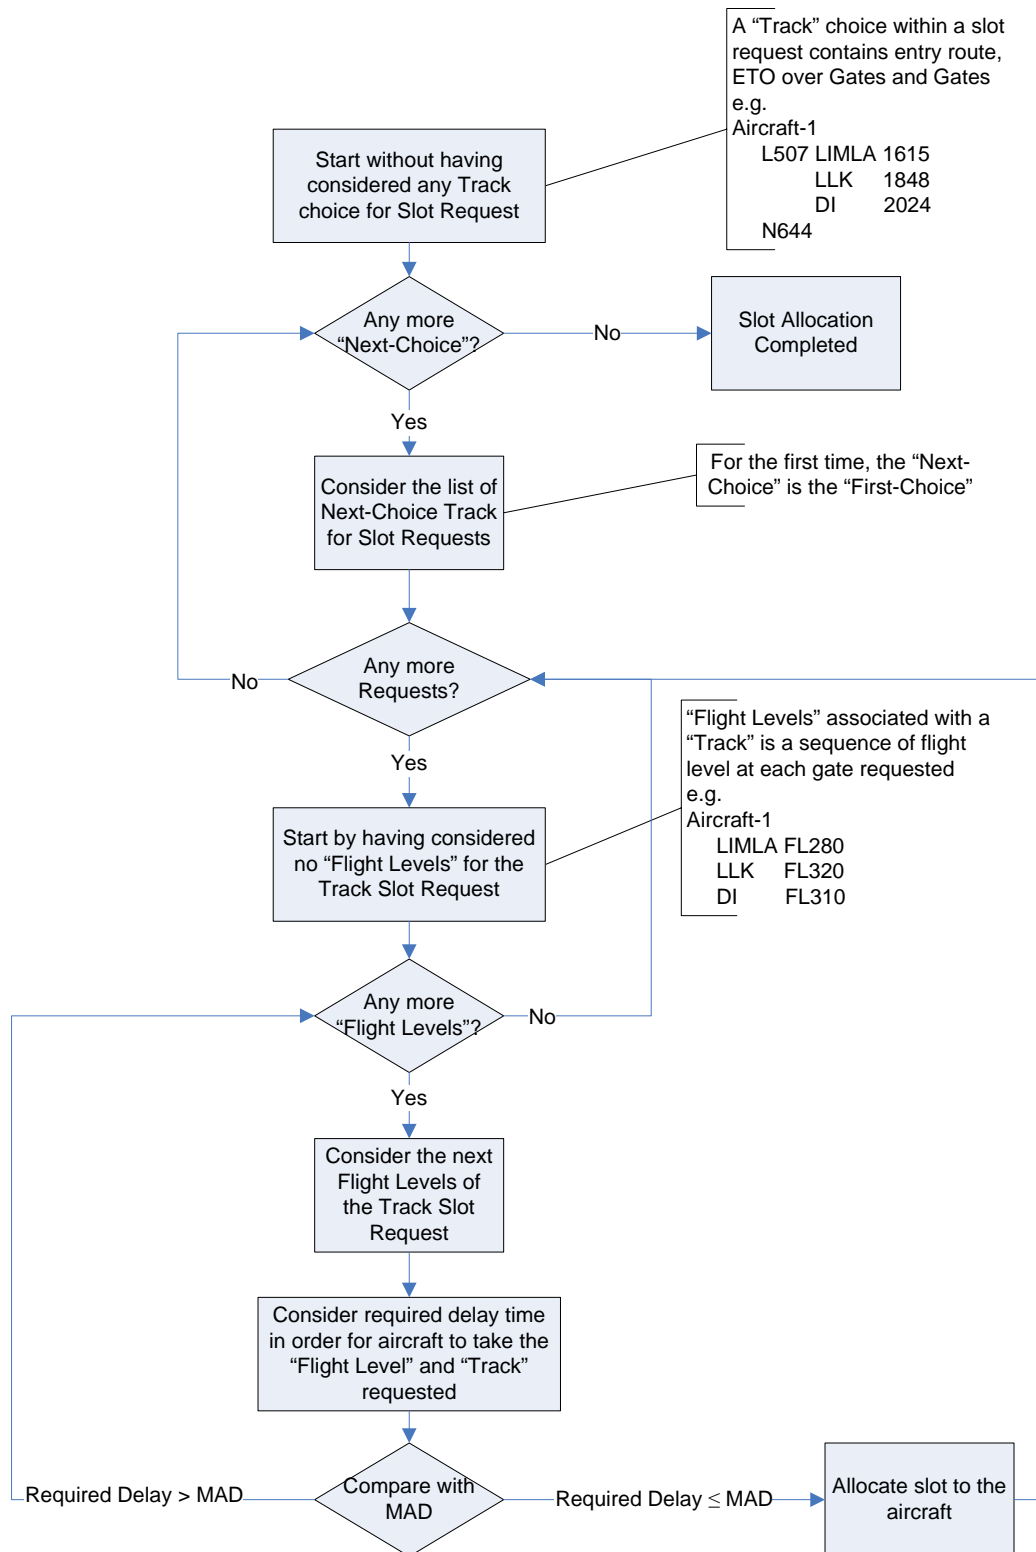 A “Track” choice within a slot
request contains entry route,
ETO over Gates and Gates
e.g.
Aircraft-1
L507 LIMLA 1615
LLK 1848
DI 2024
N644
Start without having
considered any Track
choice for Slot Request
Any more
“Next-Choice”?
No
Slot Allocation
Completed
Yes
Consider the list of
Next-Choice Track
for Slot Requests
For the first time, the “Next-
Choice” is the “First-Choice”
Any more
Requests?
No
Yes
“Flight Levels” associated with a
“Track” is a sequence of flight
level at each gate requested
e.g.
Aircraft-1
LIMLA FL280
LLK FL320
DI FL310
Start by having considered
no “Flight Levels” for the
Track Slot Request
Any more
“Flight Levels”?
No
Yes
Consider the next
Flight Levels of
the Track Slot
Request
Consider required delay time
in order for aircraft to take the
“Flight Level” and “Track”
requested
Compare with
MAD
Required Delay > MAD
Required Delay ≤ MAD
Allocate slot to the
aircraft